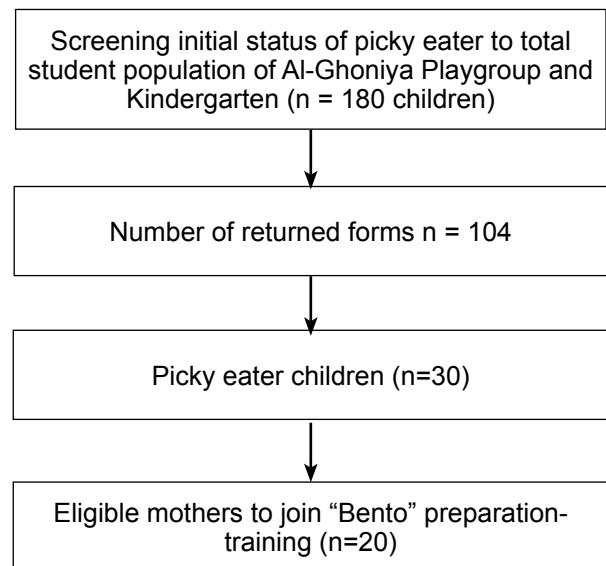 Screening initial status of picky eater to total
student population of Al-Ghoniya Playgroup and
Kindergarten (n = 180 children)
Number of returned forms n = 104
Picky eater children (n=30)
Eligible mothers to join “Bento” preparation-
training (n=20)